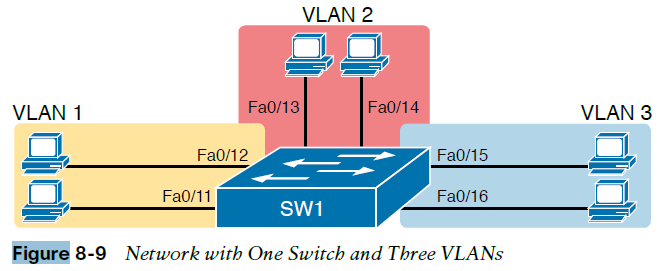 VLAN 2
Fa0/13
Fa0/14
VLAN 1
VLAN 3
Fa0/12
Fa0/15
Fa0/11
Fa0/16
SW1
Figure 8-9 Network with One Switch and Three VLANs